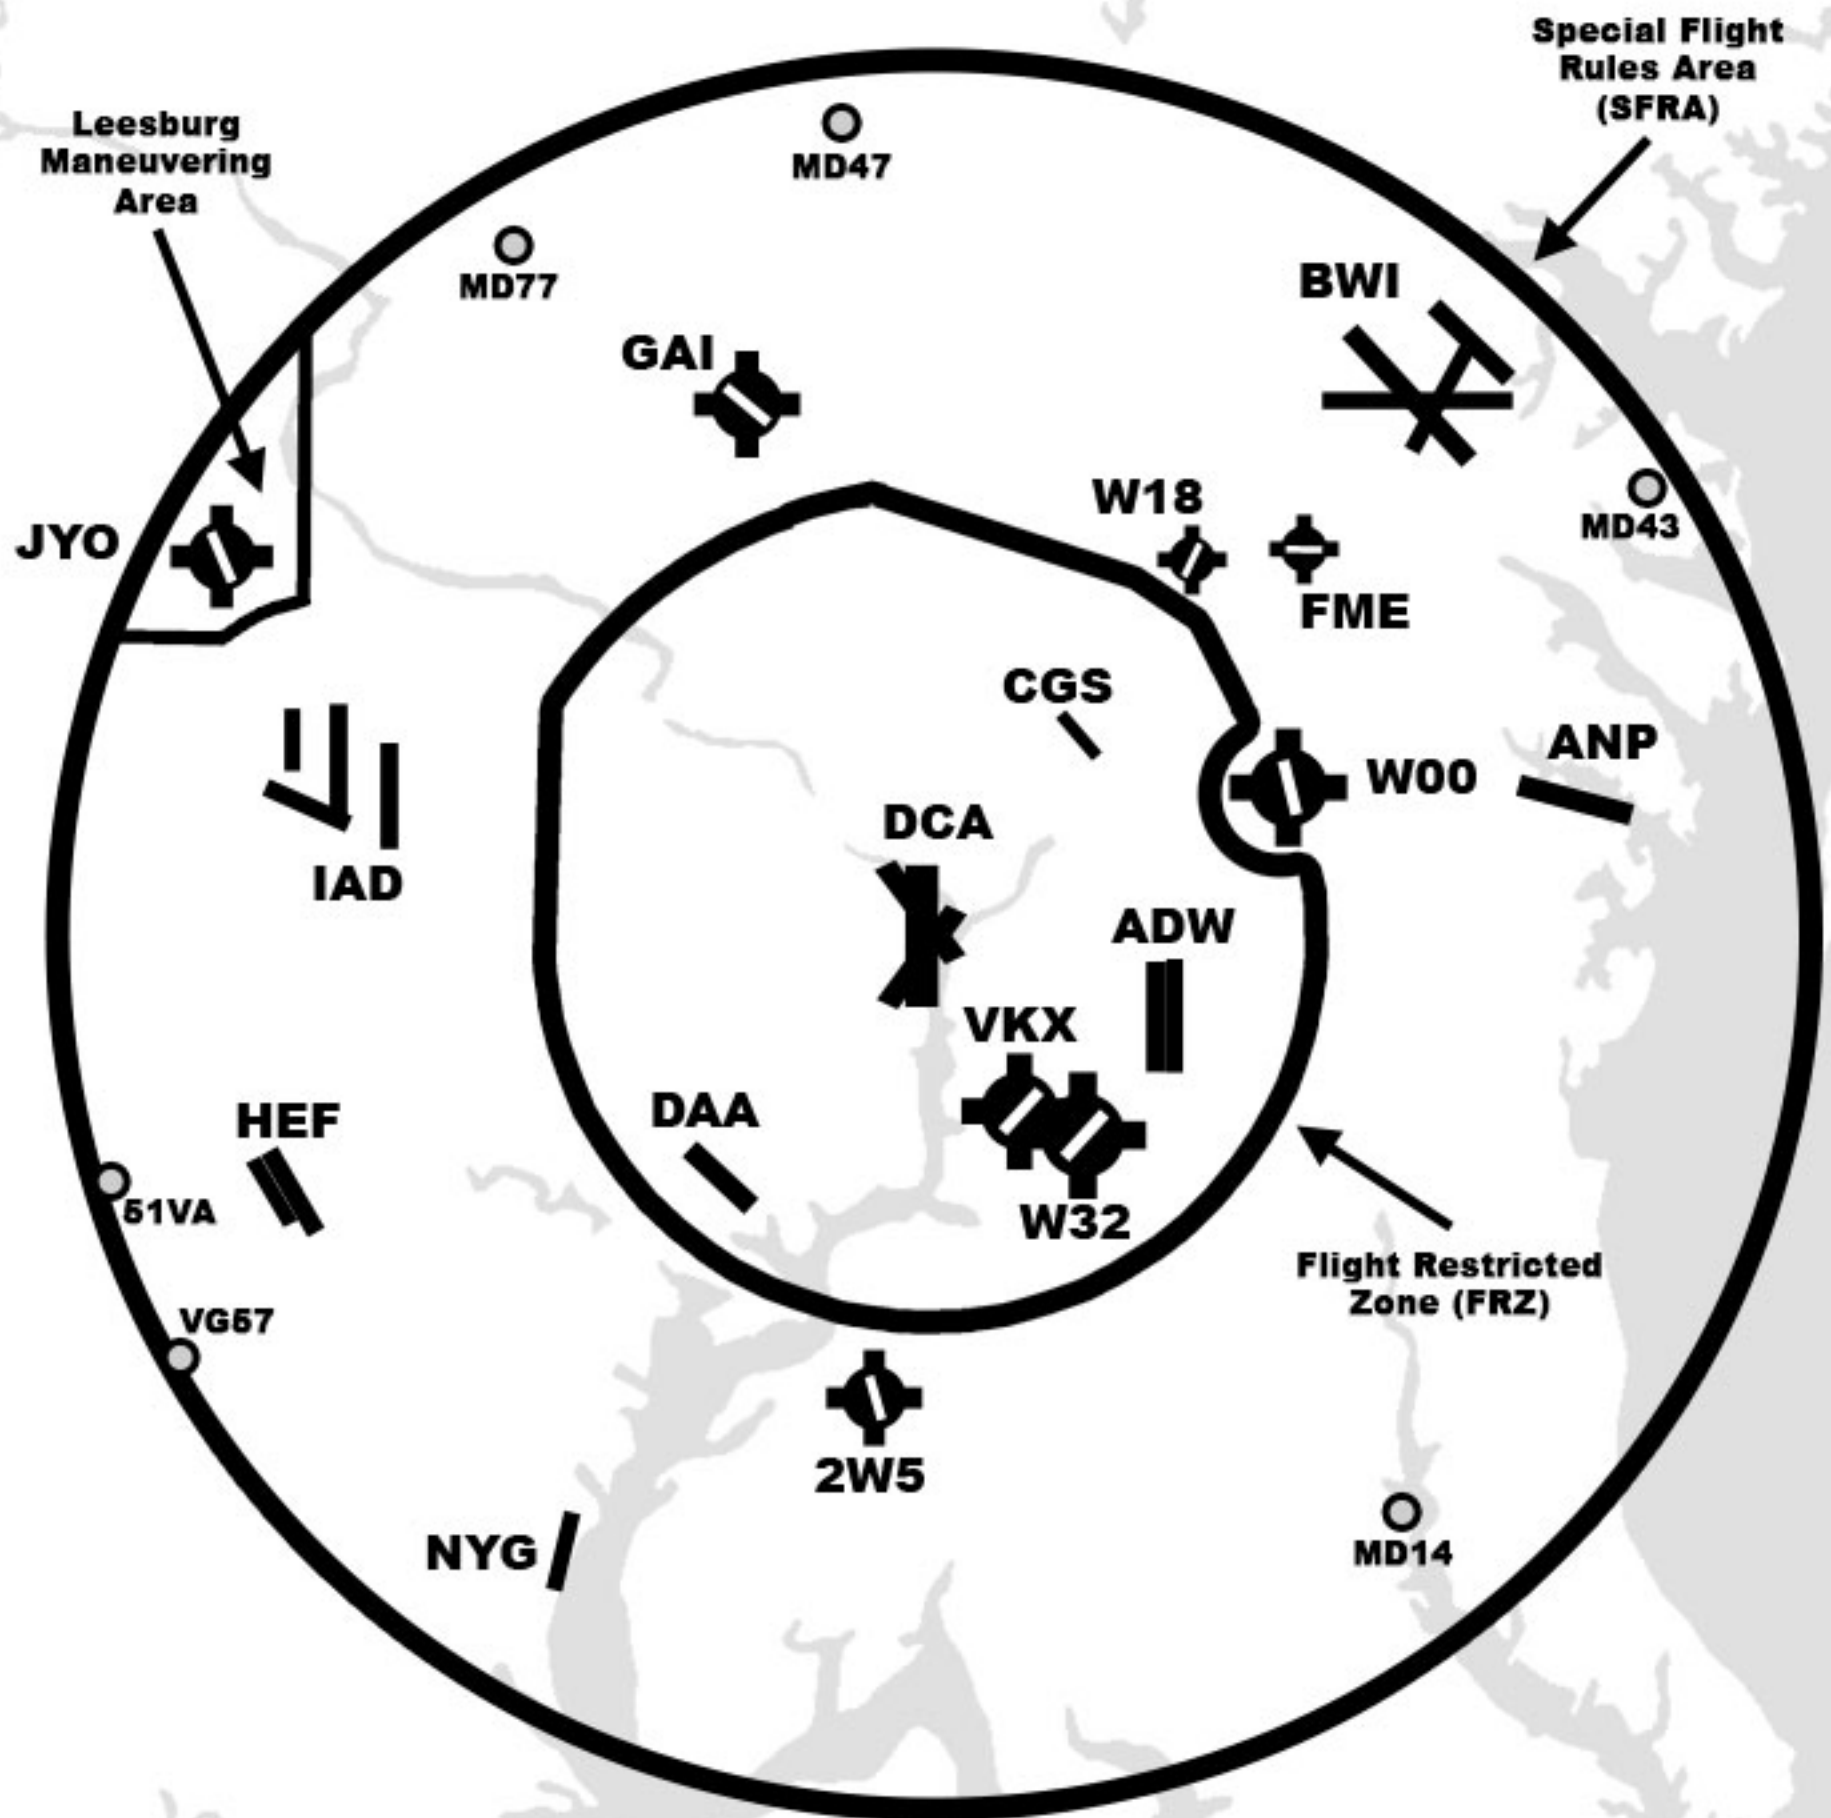 Special Flight
Rules Area
(SFRA)
Leesburg
Maneuvering
Area
MD47
MD77
BWI
GAI
W18
MD43
JYO
FME
CGS
ANP
W00
DCA
IAD
ADW
VKX
HEF
DAA
51VA
W32
Flight Restricted
Zone (FRZ)
VG57
2W5
NYG
MD14